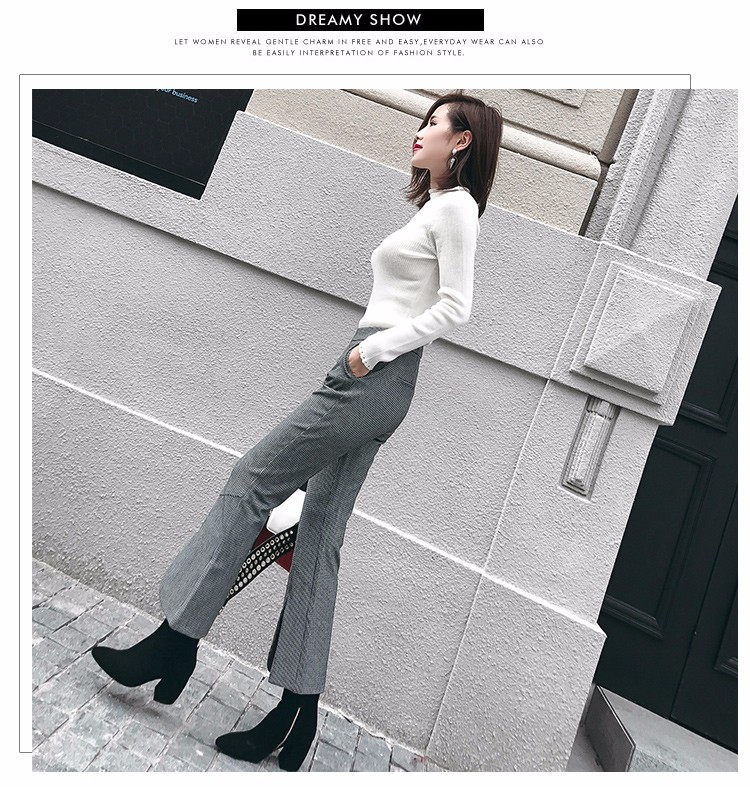 DREAMY SHOW
LET WOMEN REVEAL GENTLE CHARM IN FREE AND EASY,EVERYDAY WEAR CAN ALSO
BE EASILY INTERPRETATION OF FASHION STYLE.
your business